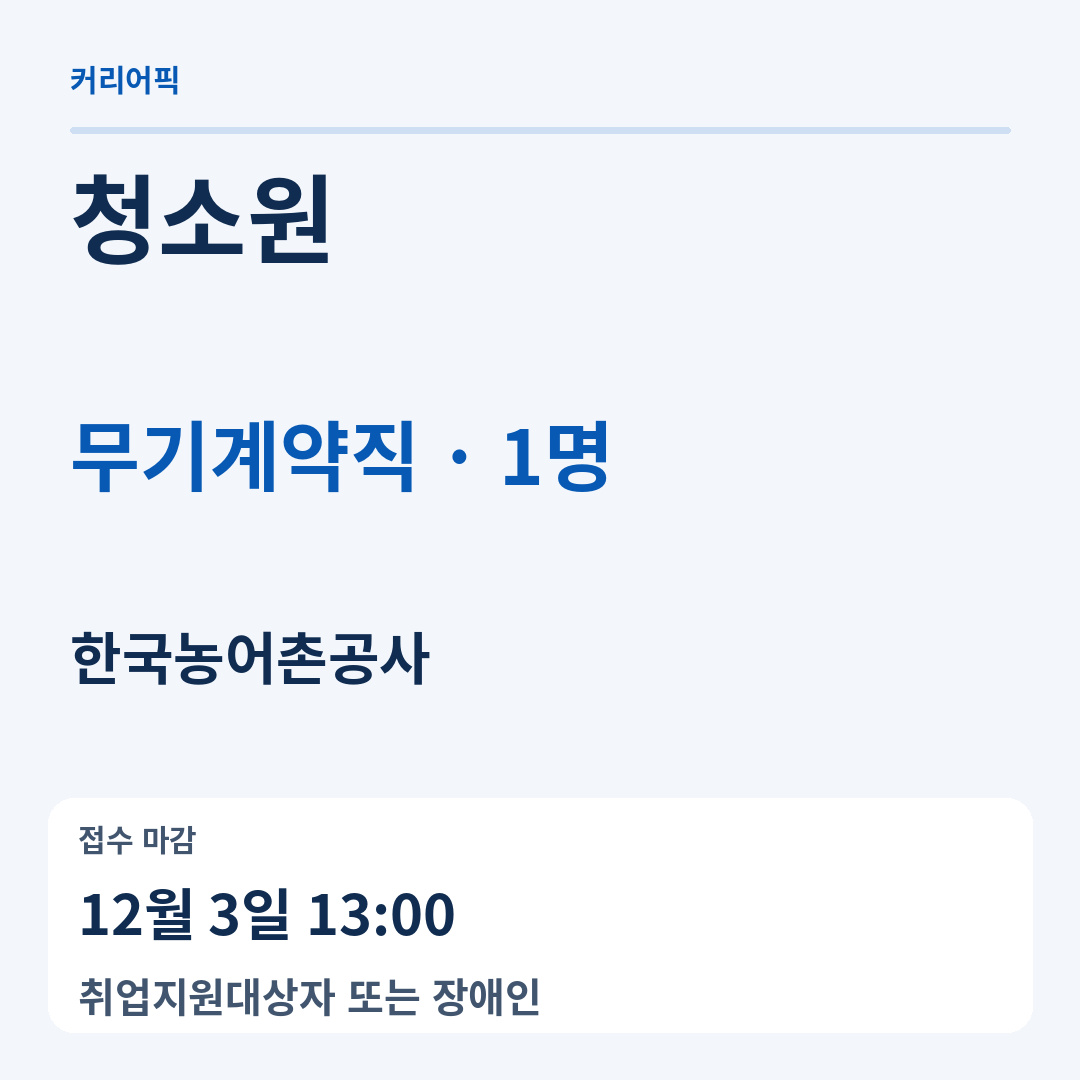 커리어픽
청소원
무기계약직 · 1명
한국농어촌공사
접수 마감
12월 3일 13:00
취업지원대상자 또는 장애인